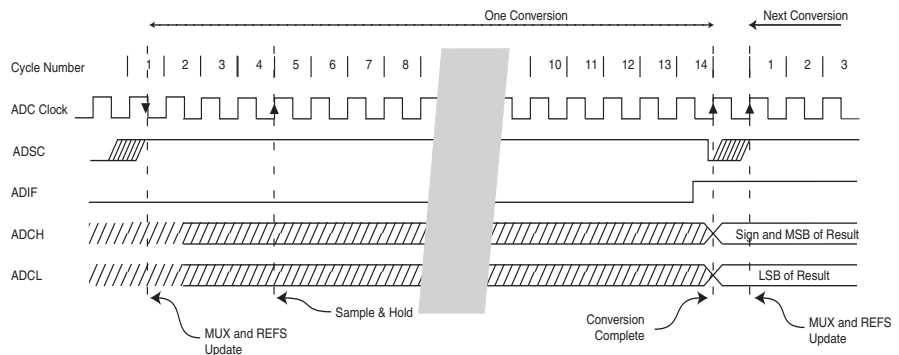 One Conversion
Next Conversion
Cycle Number
1 2 3 4 5 6 7 8 10 11 12 13 14 1 2 3
ADC Clock
ADSC
ADIF
ADCH
Sign and MSB of Result
ADCL
LSB of Result
MUX and REFS
Update
Sample & Hold
Conversion
Complete
MUX and REFS
Update